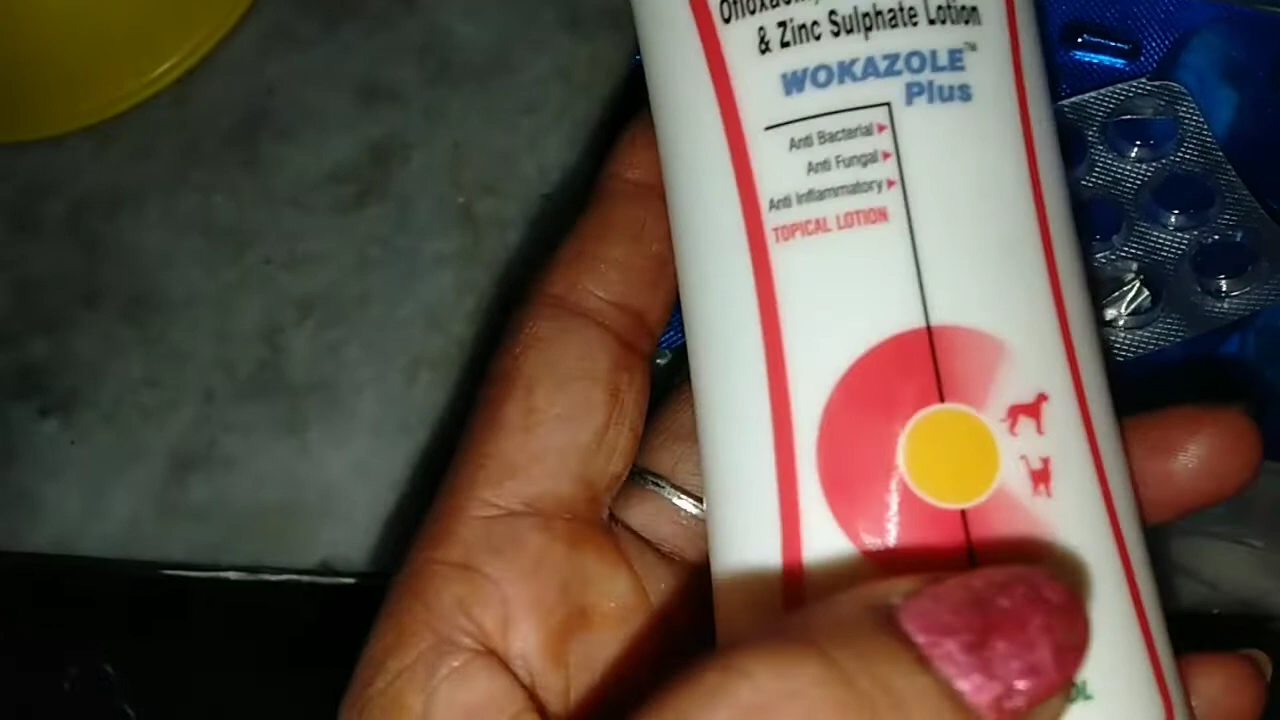 & Zinc Sulphate Lotion
WOKAZOLE™
Plus
Anti Bacterial
Anti Fungal
Anti Inflammatory
TOPICAL LOTION